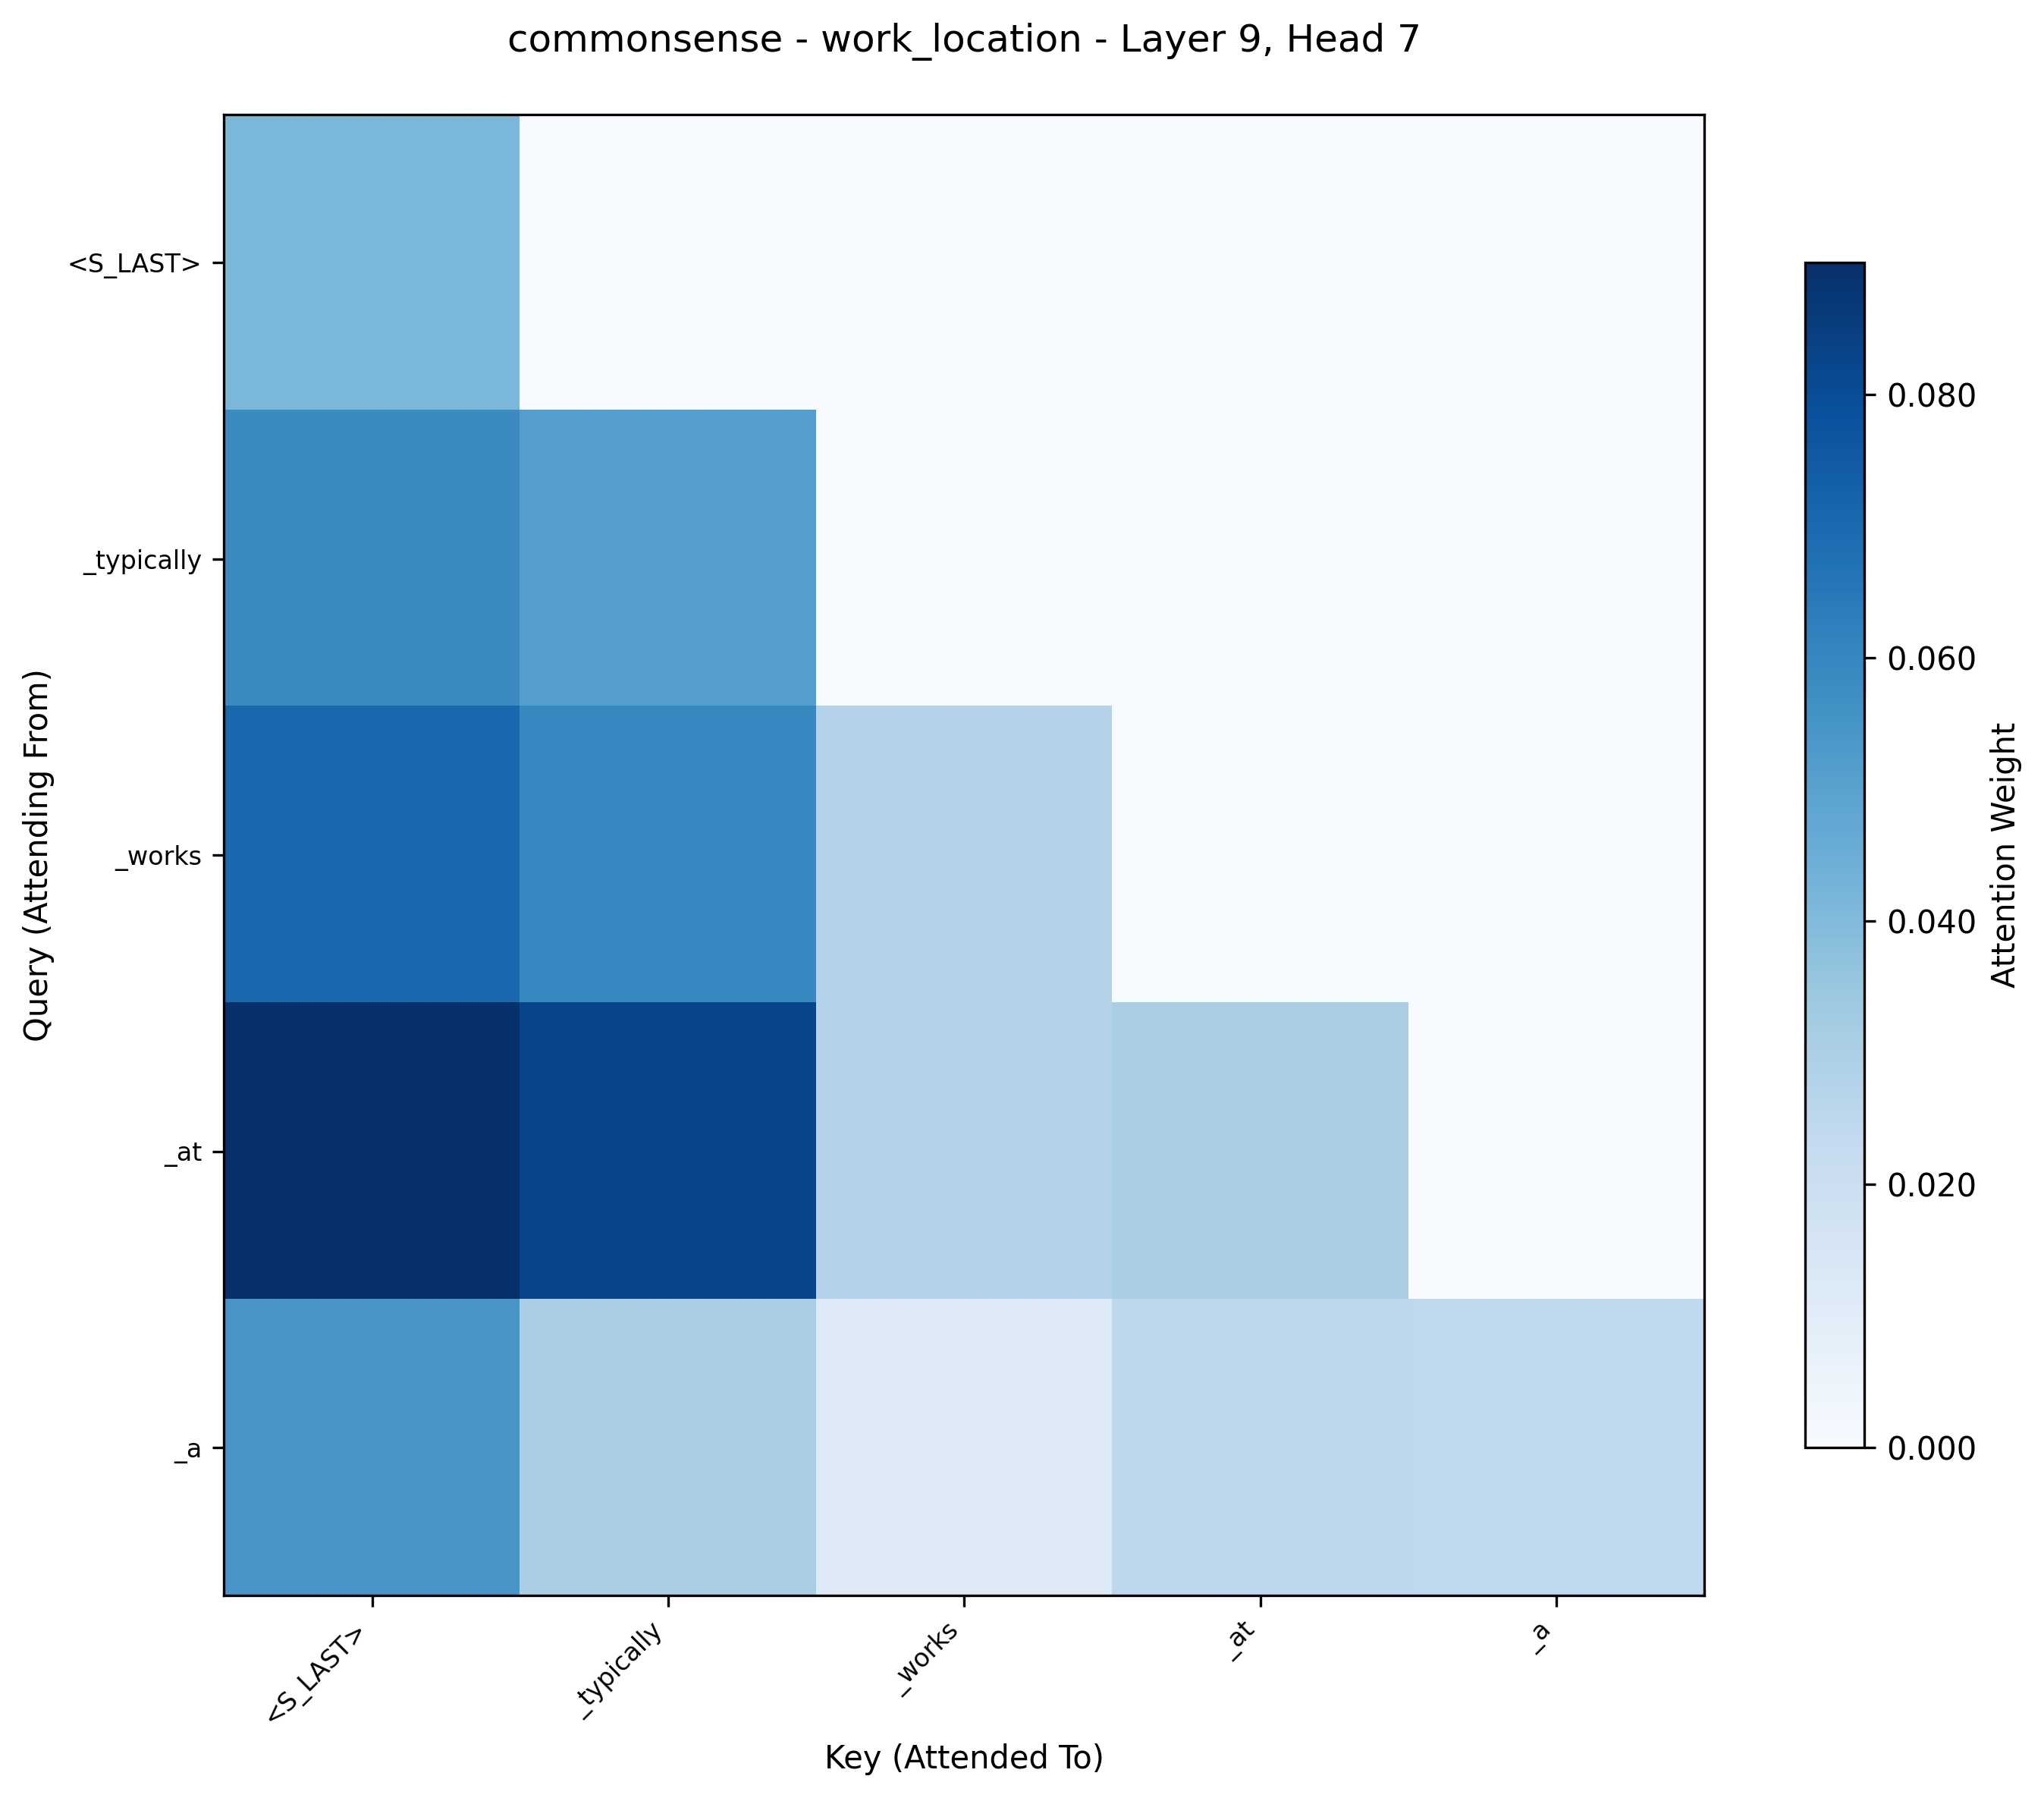 commonsense - work_location - Layer 9, Head 7
Query (Attending From)
<S_LAST>
_typically
_works
_at
_a
<S_LAST>
_typically
_works
_at
_a
Key (Attended To)
0.080
0.060
0.040
0.020
0.000
Attention Weight